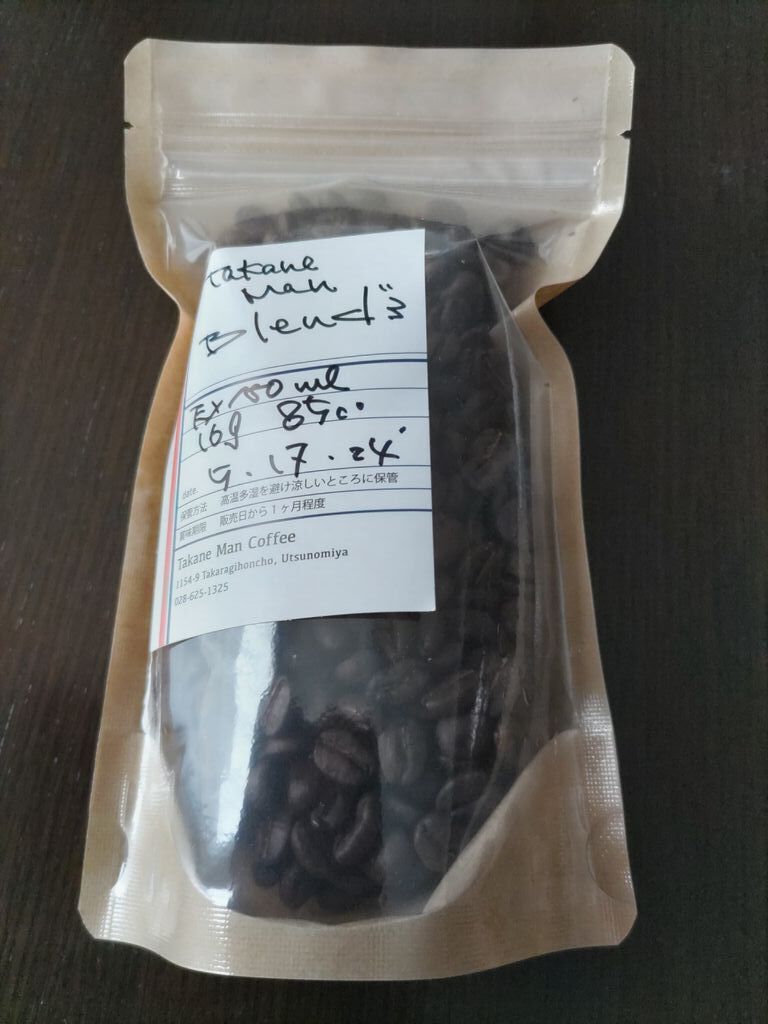 Takane
Man
Blend 3
Ex 150 ml
16g 85c
date. 9.17.24
保管方法 高温多湿を避け涼しいところに保管
賞味期限 販売日から1ヶ月程度
Takane Man Coffee
1154-9 Takaragihoncho, Utsunomiya
028-625-1325